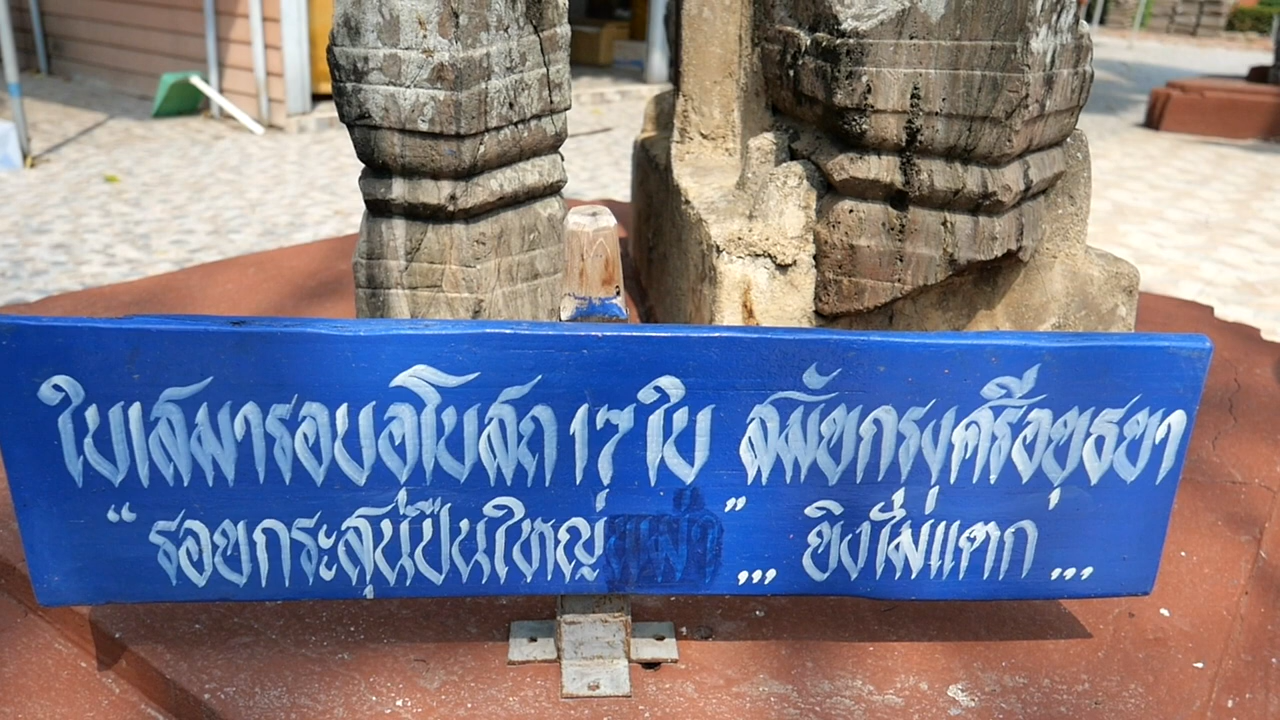 ใบเสมารอบอุโบสถ 17 ใบ สมัยกรุงศรีอยุธยา
“รอยกระสุนปืนใหญ่ ” ,,, ยิงไม่แตก ,,,